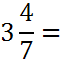 3 4/7 =